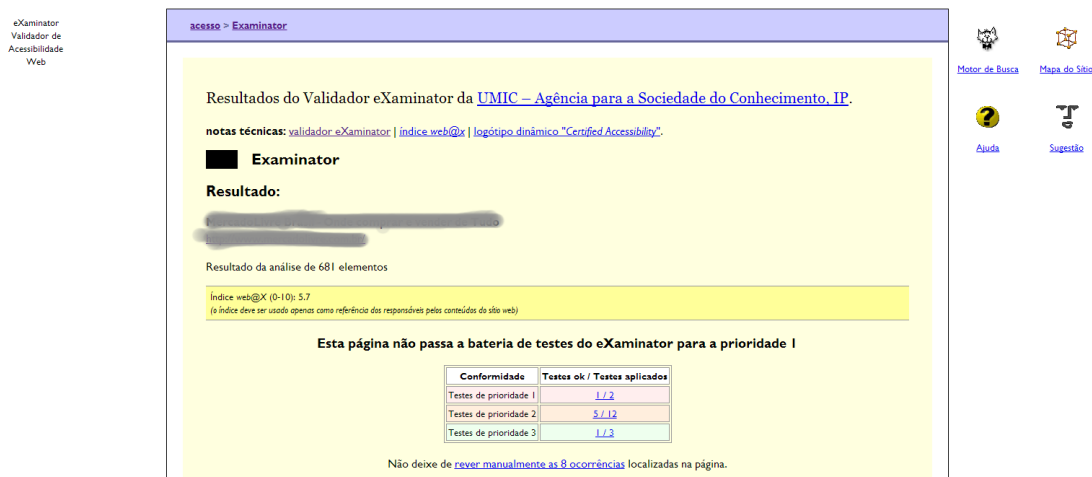 eXaminator
Validador de
Acessibilidade
Web
acesso > Examinator
Motor de Busca
Mapa do Sítio
Ajuda
Sugestão
Resultados do Validador eXaminator da UMIC – Agência para a Sociedade do Conhecimento, IP.
notas técnicas: validador eXaminator | índice web@x | logótipo dinâmico "Certified Accessibility".
Examinator
Resultado:
Resultado da análise de 681 elementos
Índice web@X (0-10): 5.7
(o índice deve ser usado apenas como referência dos responsáveis pelos conteúdos do sítio web)
Esta página não passa a bateria de testes do eXaminator para a prioridade 1
Conformidade Testes ok / Testes aplicados
Testes de prioridade 1 1 / 2
Testes de prioridade 2 5 / 12
Testes de prioridade 3 1 / 3
Não deixe de rever manualmente as 8 ocorrências localizadas na página.